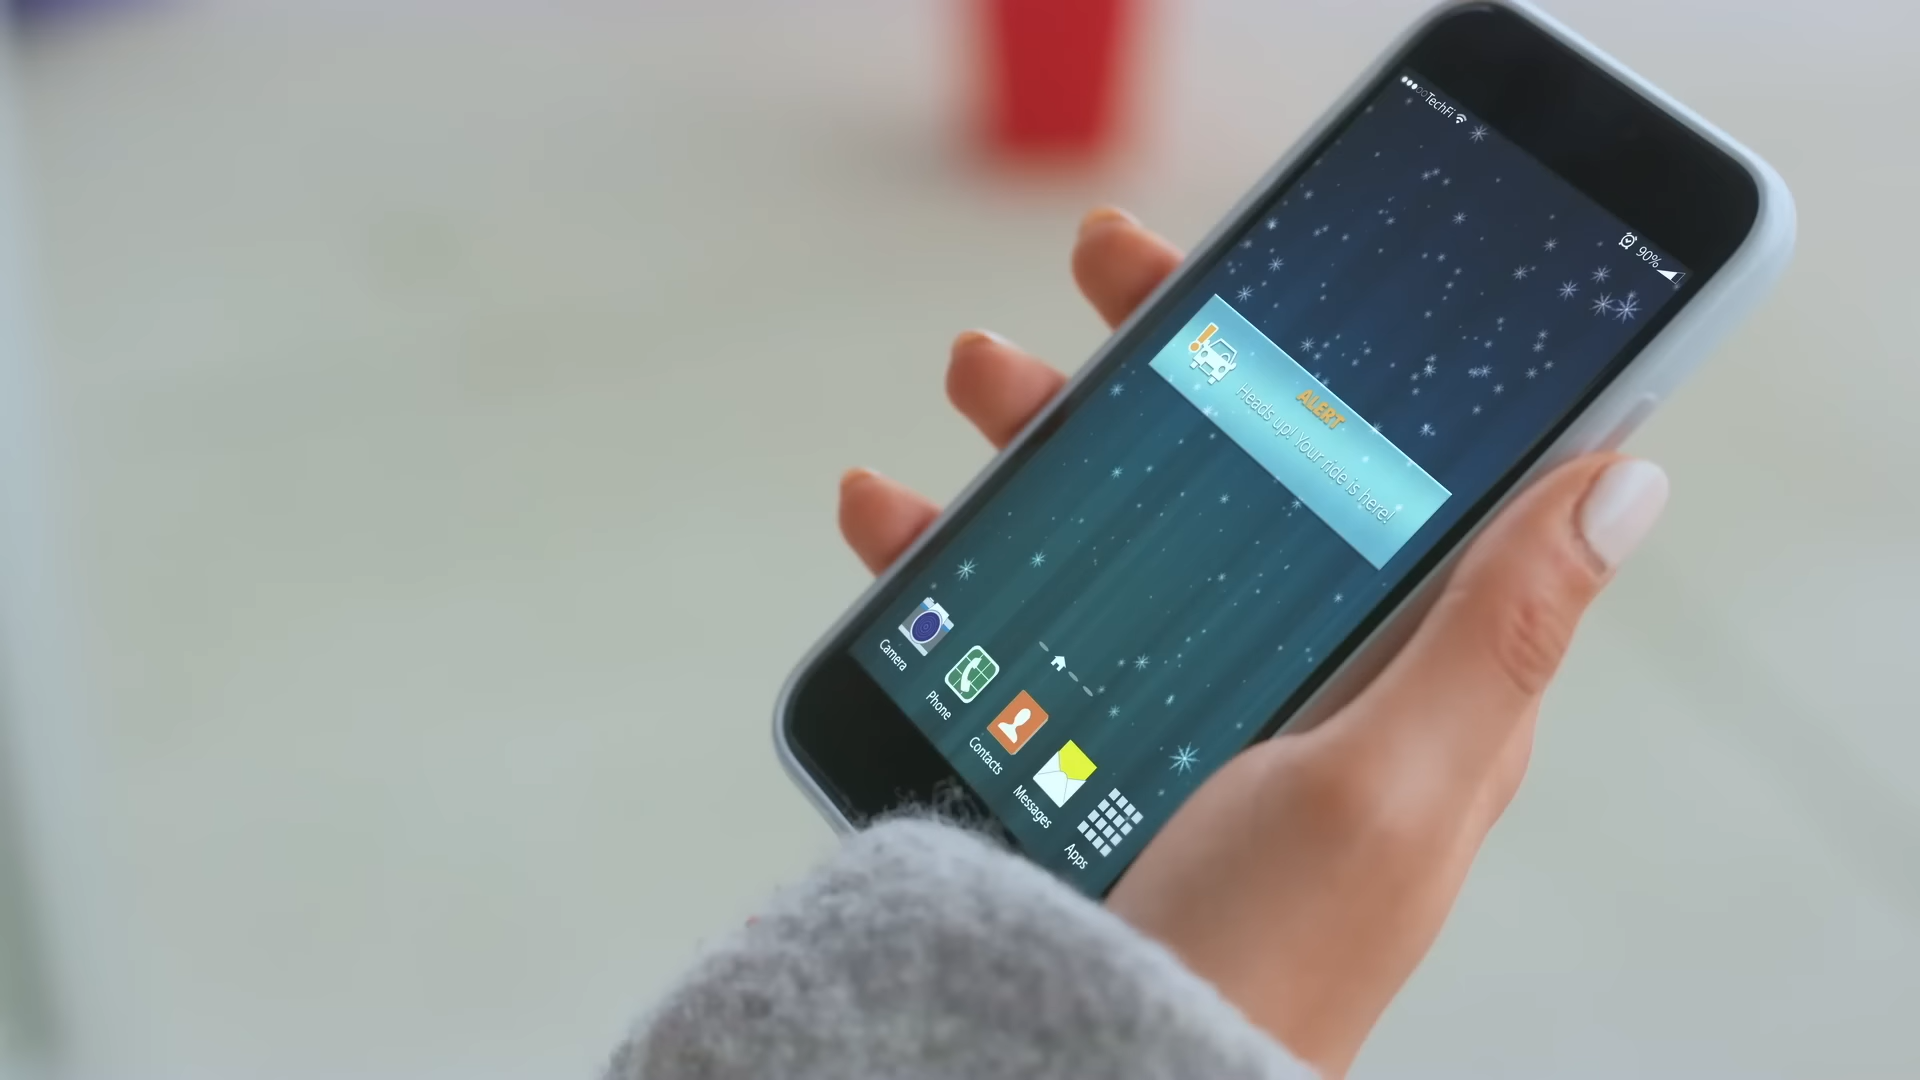 TechFi
90%
ALERT
Heads up! Your ride is here!
Camera
Phone
Contacts
Messages
Apps